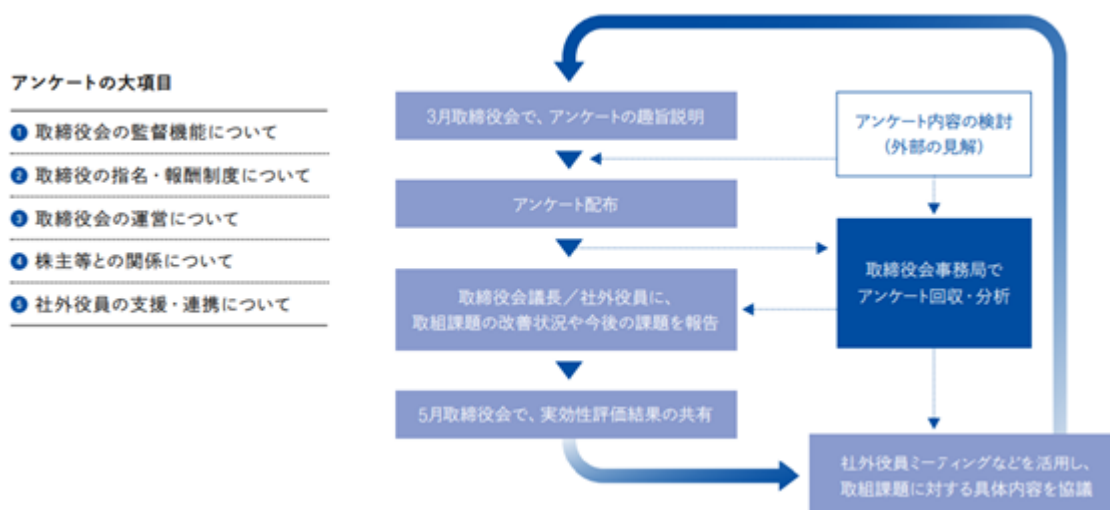 アンケートの大項目
❶ 取締役会の監督機能について
❷ 取締役の指名・報酬制度について
❸ 取締役会の運営について
❹ 株主等との関係について
❺ 社外役員の支援・連携について
3月取締役会で、アンケートの趣旨説明
アンケート内容の検討
(外部の見解)
アンケート配布
取締役会事務局で
アンケート回収・分析
取締役会議長／社外役員に、
取組課題の改善状況や今後の課題を報告
5月取締役会で、実効性評価結果の共有
社外役員ミーティングなどを活用し、
取組課題に対する具体内容を協議